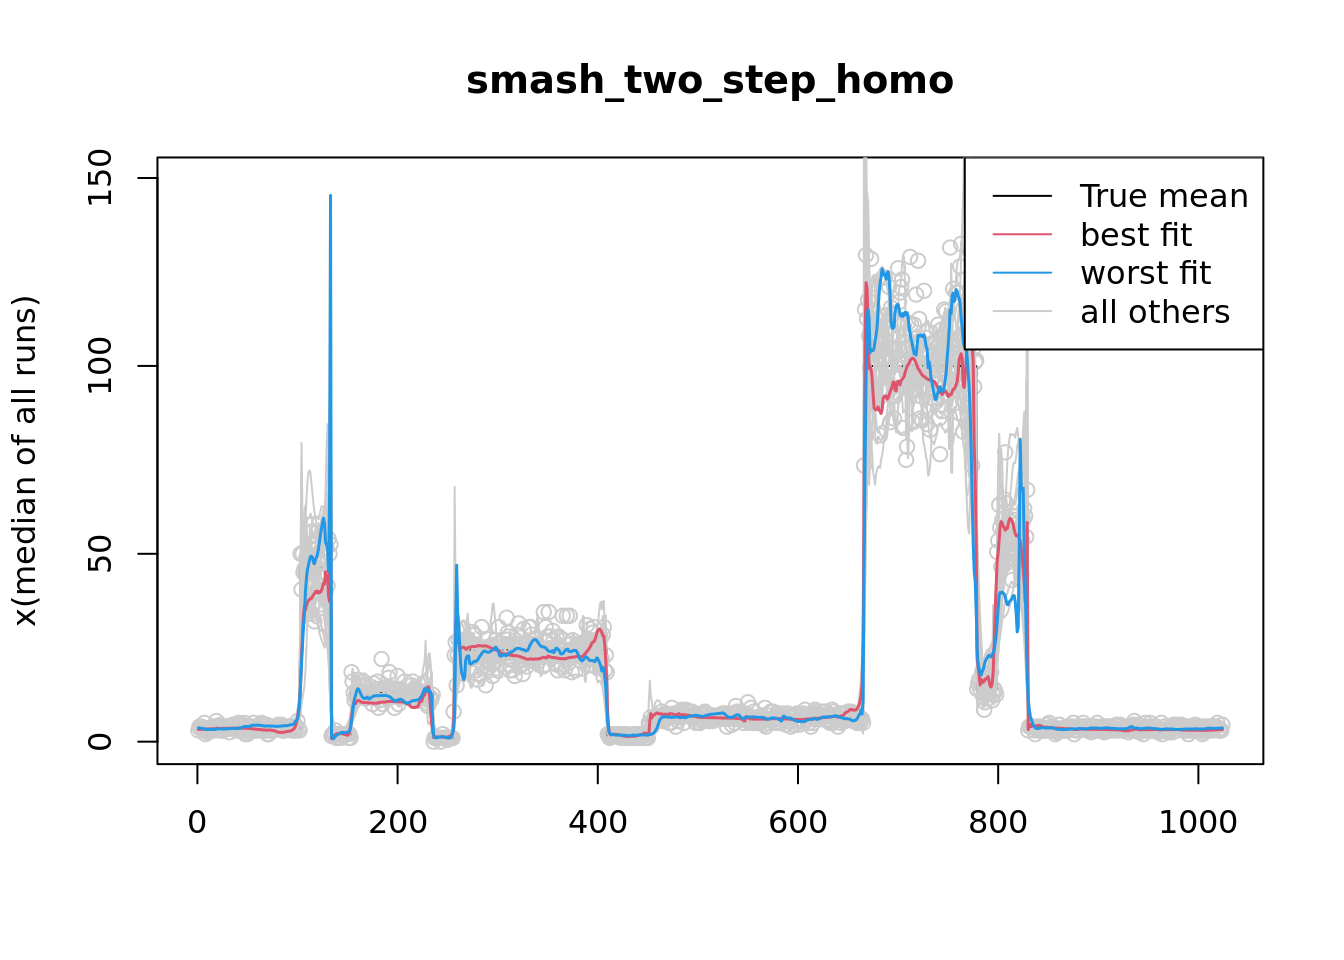 smash_two_step_homo
x(median of all runs)
150
100
50
0
True mean
best fit
worst fit
all others
0 200 400 600 800 1000